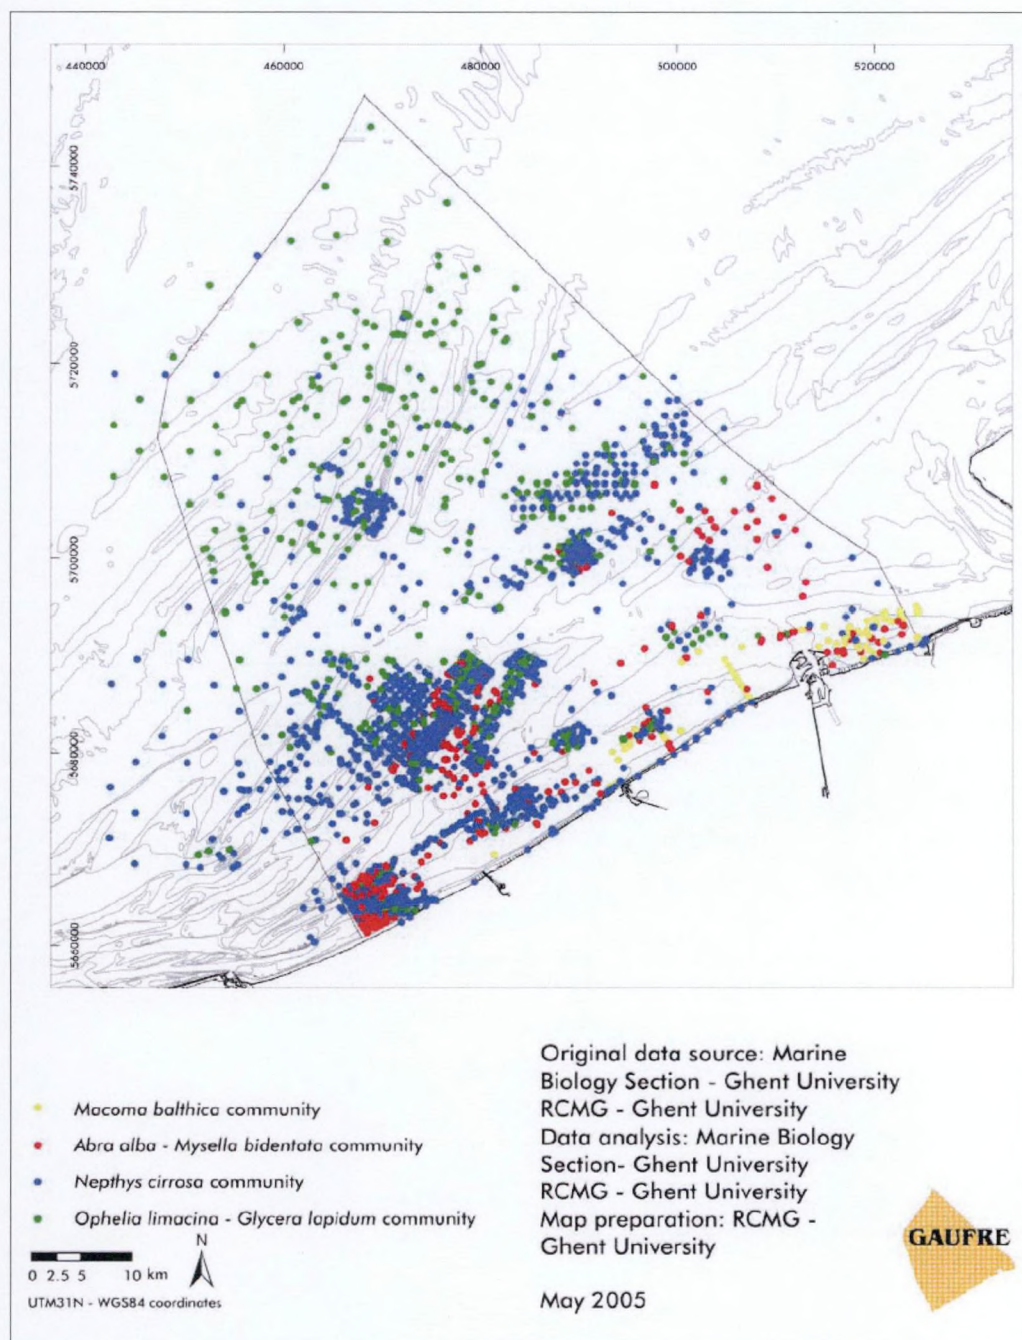 440000 460000 480000 500000 520000
5740000
5720000
5700000
5680000
5660000
Macoma balthica community
Abra alba - Mysella bidentata community
Nepthys cirrosa community
Ophelia limacina - Glycera lapidum community
N
0 2.5 5 10 km
UTM31N - WGS84 coordinates
Original data source: Marine
Biology Section - Ghent University
RCMG - Ghent University
Data analysis: Marine Biology
Section- Ghent University
RCMG - Ghent University
Map preparation: RCMG -
Ghent University
May 2005
GAUFRE